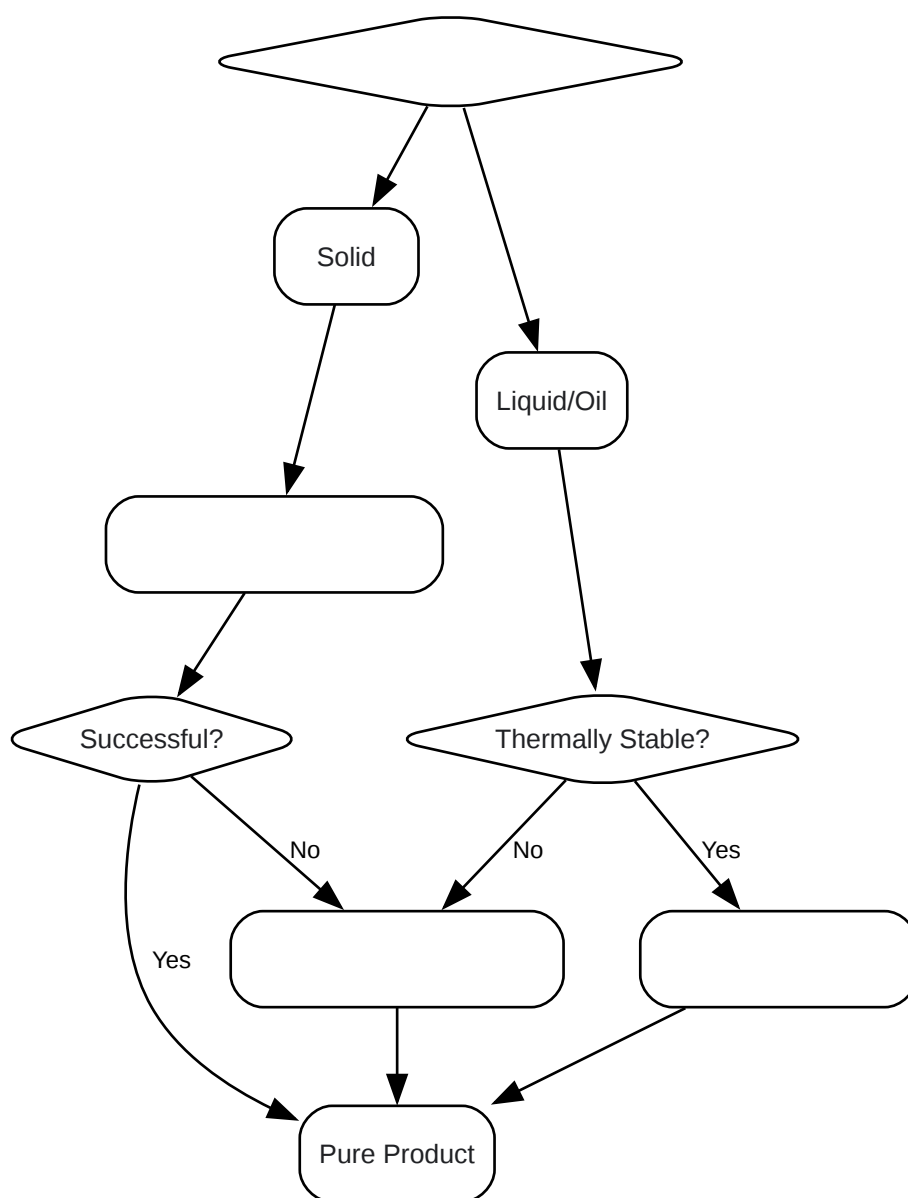 Solid
Liquid/Oil
Successful?
Thermally Stable?
No
No
Yes
Yes
Pure Product